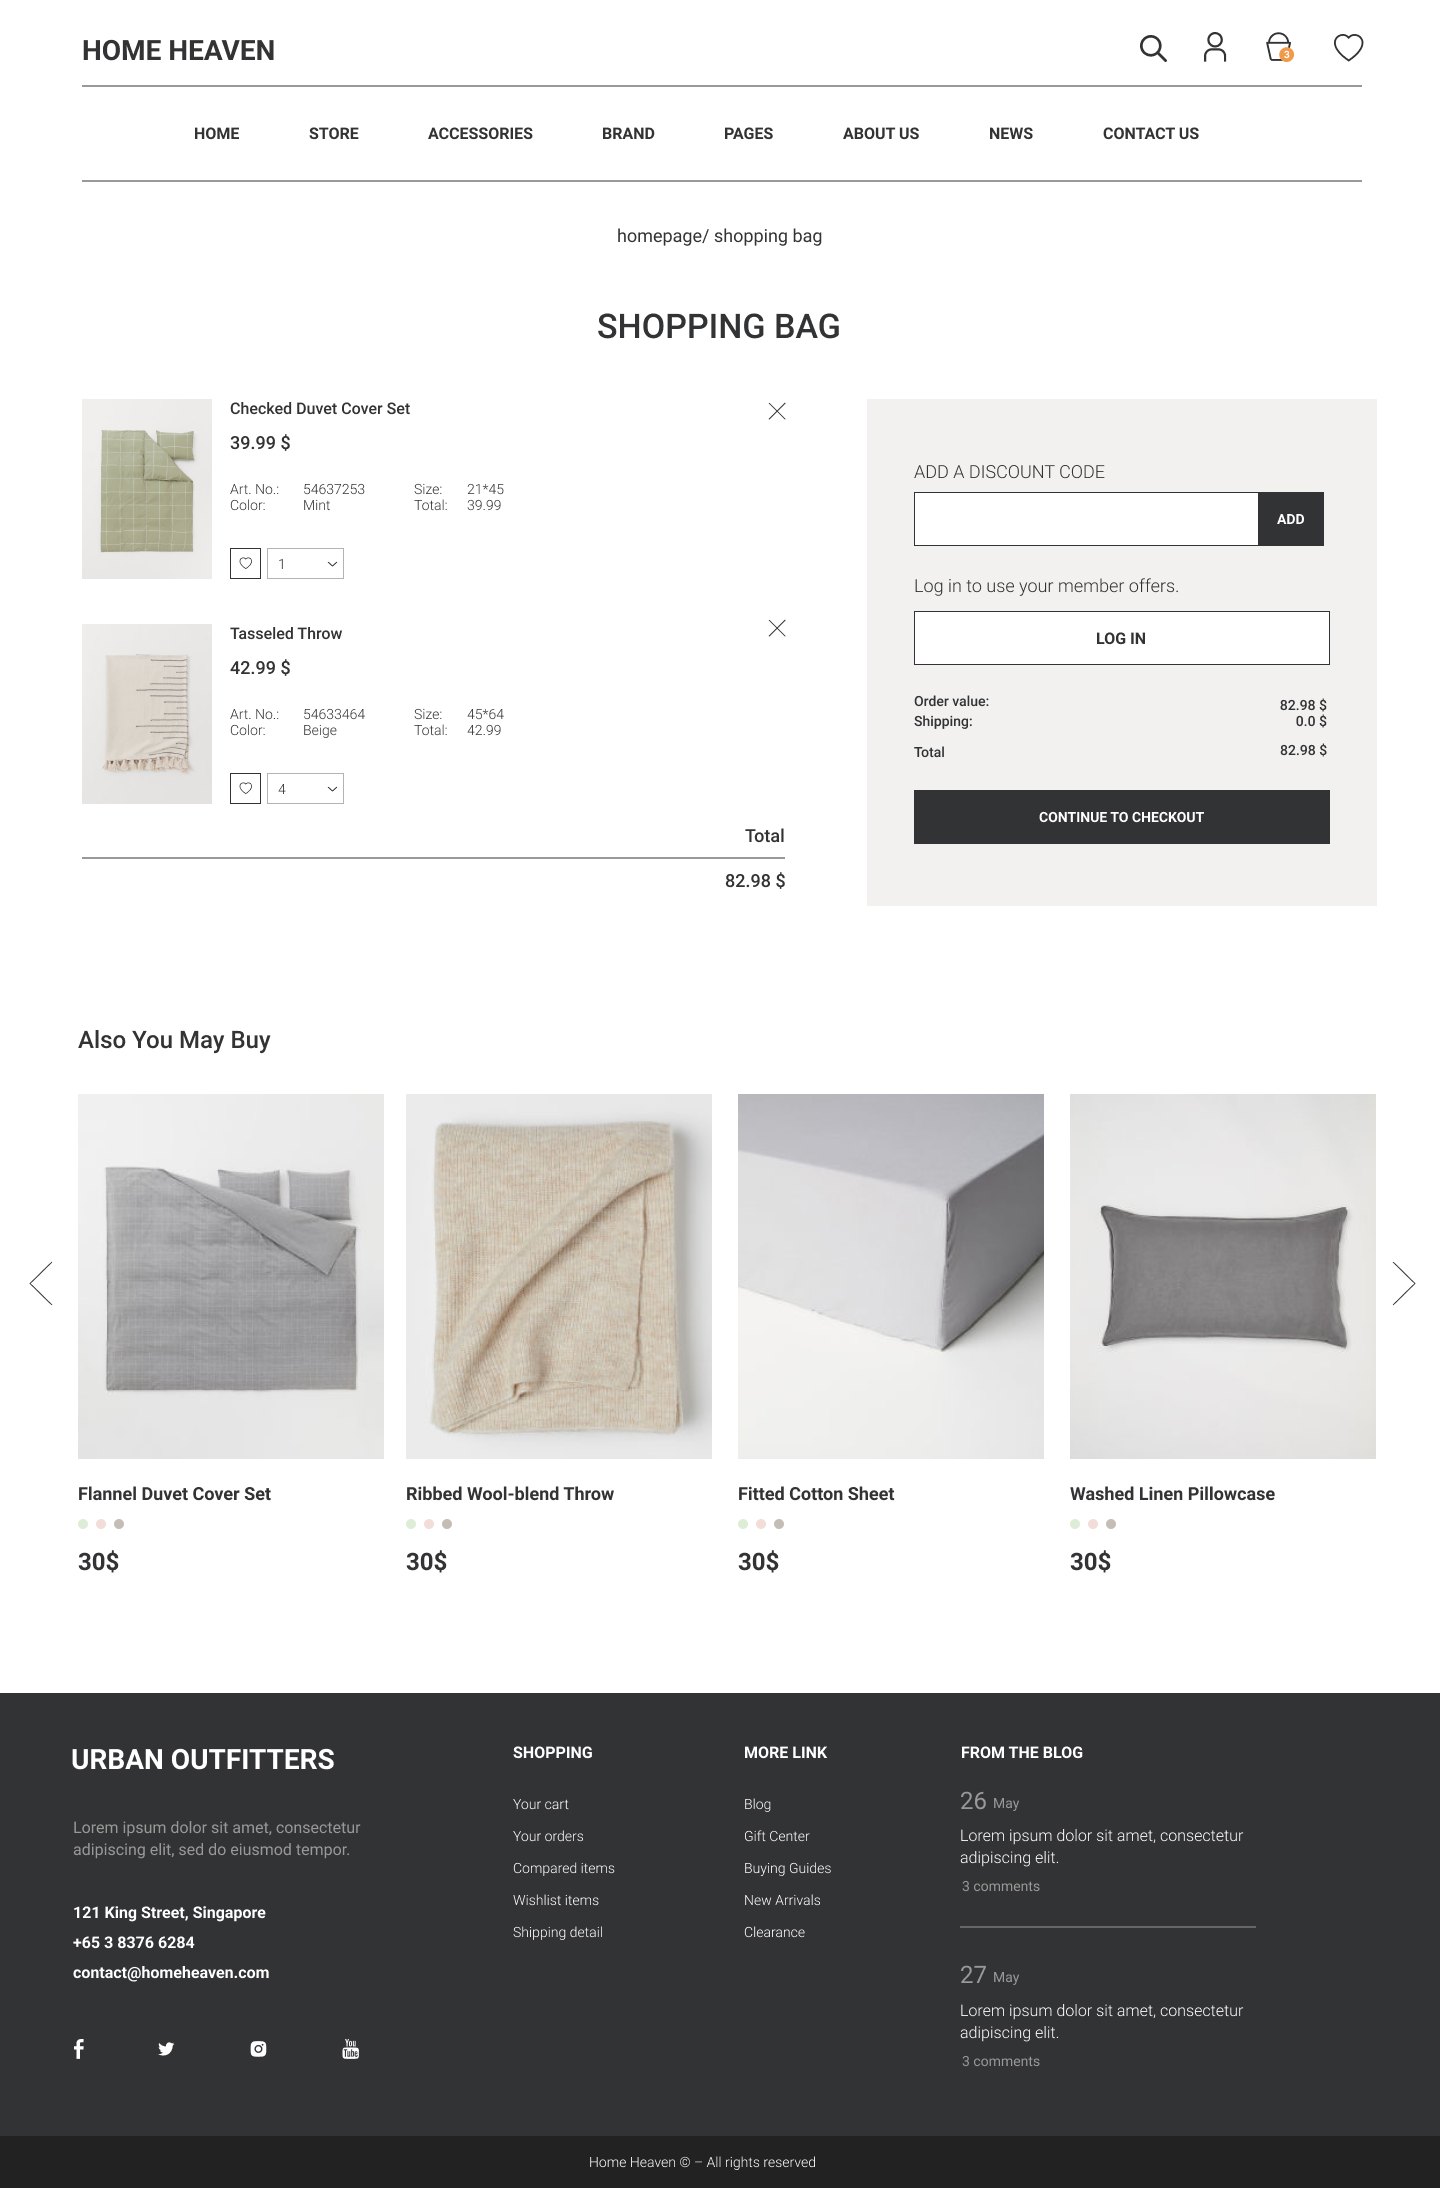 HOME HEAVEN
3
HOME STORE ACCESSORIES BRAND PAGES ABOUT US NEWS CONTACT US
homepage/ shopping bag
SHOPPING BAG
Checked Duvet Cover Set
39.99 $
Art. No.: 54637253 Size: 21*45
Color: Mint Total: 39.99
1
Tasseled Throw
42.99 $
Art. No.: 54633464 Size: 45*64
Color: Beige Total: 42.99
4
Total
82.98 $
ADD A DISCOUNT CODE
ADD
Log in to use your member offers.
LOG IN
Order value: 82.98 $
Shipping: 0.0 $
Total 82.98 $
CONTINUE TO CHECKOUT
Also You May Buy
Flannel Duvet Cover Set
30$
Ribbed Wool-blend Throw
30$
Fitted Cotton Sheet
30$
Washed Linen Pillowcase
30$
URBAN OUTFITTERS
Lorem ipsum dolor sit amet, consectetur
adipiscing elit, sed do eiusmod tempor.
121 King Street, Singapore
+65 3 8376 6284
contact@homeheaven.com
You
Tube
SHOPPING
Your cart
Your orders
Compared items
Wishlist items
Shipping detail
MORE LINK
Blog
Gift Center
Buying Guides
New Arrivals
Clearance
FROM THE BLOG
26 May
Lorem ipsum dolor sit amet, consectetur
adipiscing elit.
3 comments
27 May
Lorem ipsum dolor sit amet, consectetur
adipiscing elit.
3 comments
Home Heaven © – All rights reserved